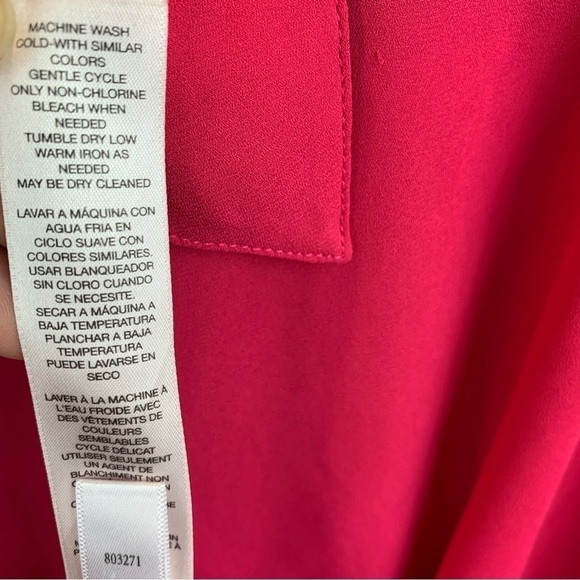 MACHINE WASH
COLD-WITH SIMILAR
COLORS
GENTLE CYCLE
ONLY NON-CHLORINE
BLEACH WHEN
NEEDED
TUMBLE DRY LOW
WARM IRON AS
NEEDED
MAY BE DRY CLEANED
LAVAR A MÁQUINA CON
AGUA FRIA EN
CICLO SUAVE CON
COLORES SIMILARES.
USAR BLANQUEADOR
SIN CLORO CUANDO
SE NECESITE.
SECAR A MÁQUINA A
BAJA TEMPERATURA
PLANCHAR A BAJA
TEMPERATURA
PUEDE LAVARSE EN
SECO
LAVER À LA MACHINE À
L'EAU FROIDE AVEC
DES VÊTEMENTS DE
COULEURS
SEMBLABLES
CYCLE DÉLICAT
UTILISER SEULEMENT
UN AGENT DE
BLANCHIMENT NON
803271